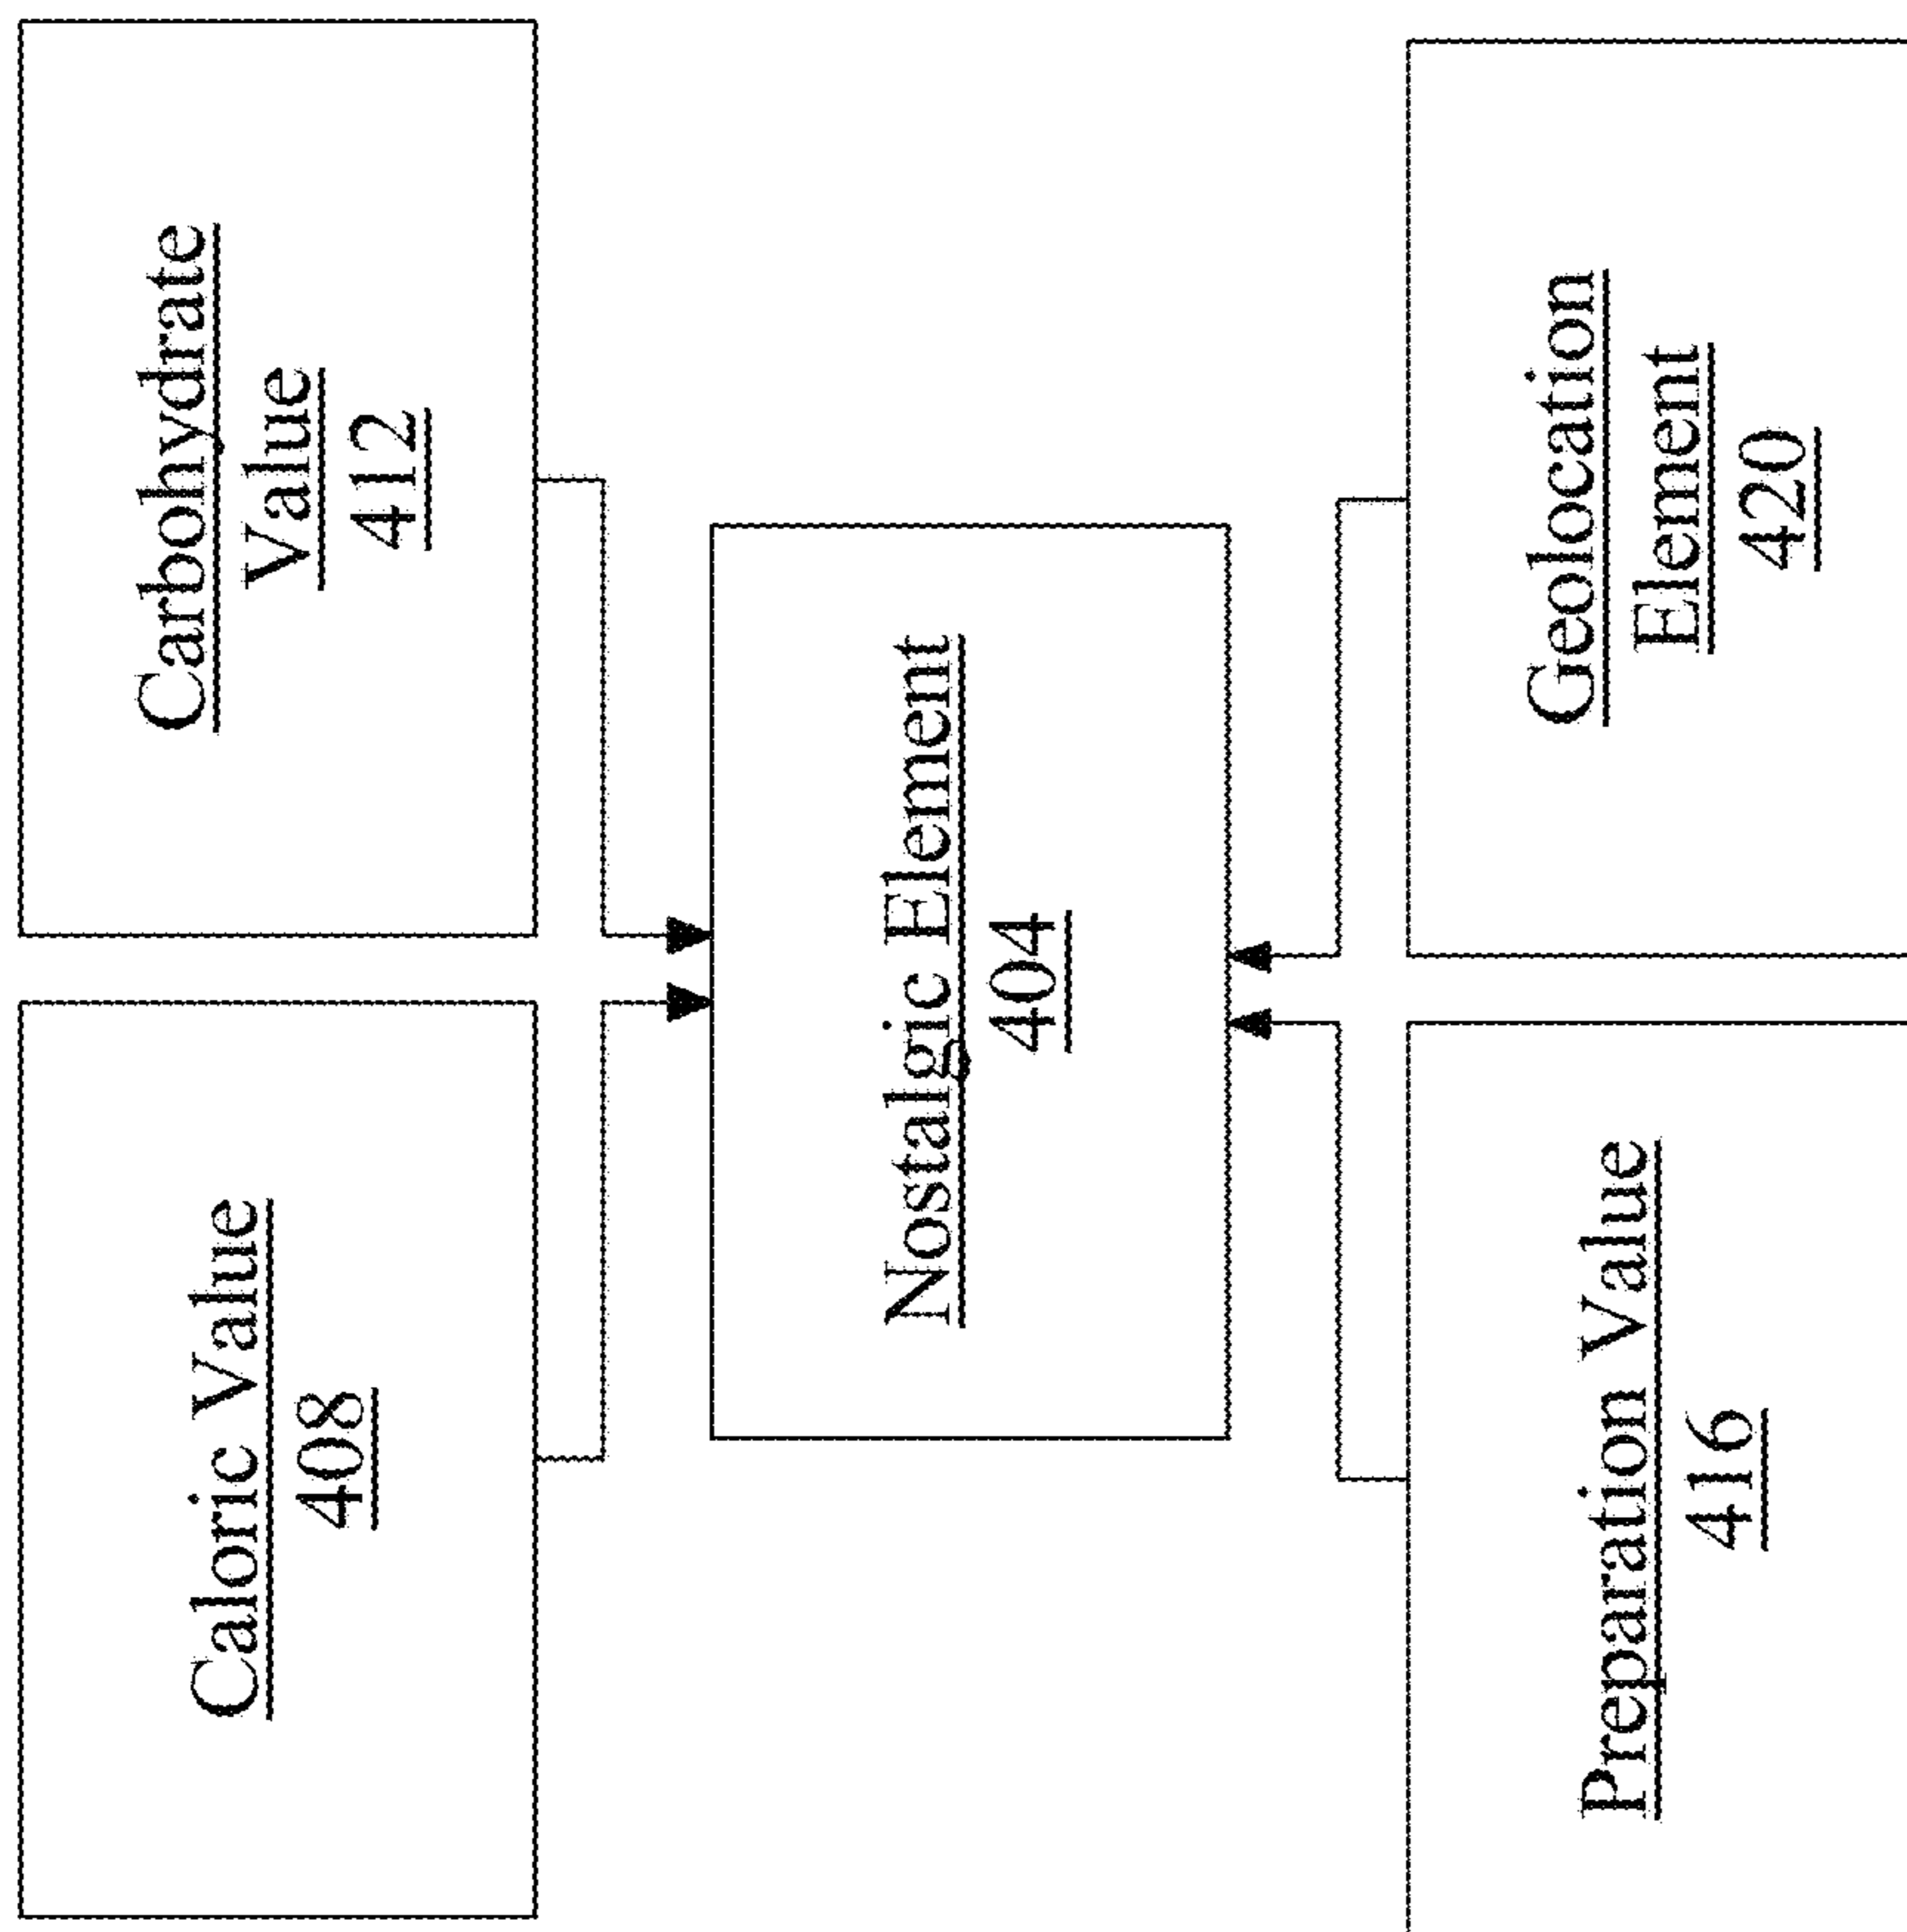 Caloric Value
408
Carbohydrate
Value
412
Nostalgic Element
404
Preparation Value
416
Geolocation
Element
420